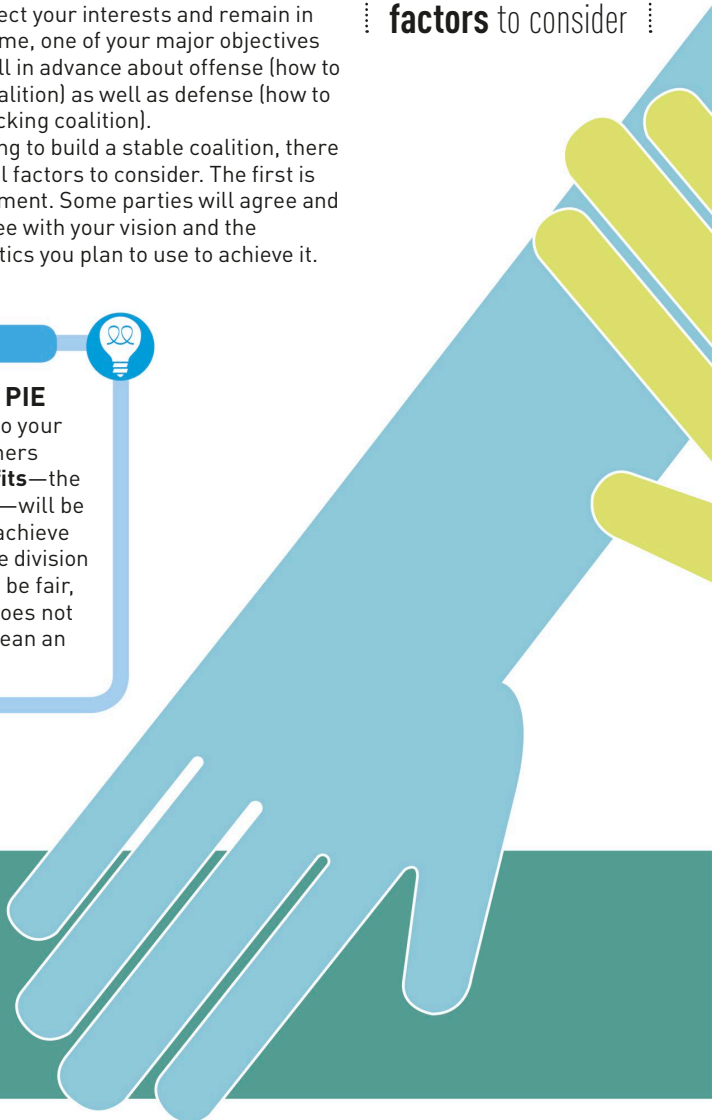 ect your interests and remain in
me, one of your major objectives
ll in advance about offense (how to
alition) as well as defense (how to
cking coalition).
ng to build a stable coalition, there
l factors to consider. The first is
ment. Some parties will agree and
ee with your vision and the
tics you plan to use to achieve it.
factors to consider
PIE
o your
ners
fits—the
—will be
achieve
e division
be fair,
oes not
ean an